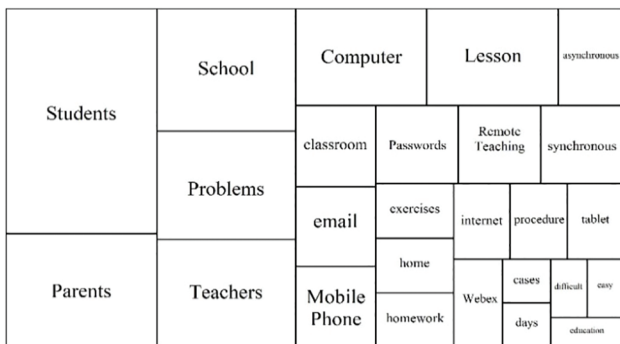 Students
Parents
School
Problems
Teachers
Computer
Lesson
asynchronous
classroom
Passwords
Remote
Teaching
synchronous
email
exercises
internet
procedure
tablet
home
Mobile
Phone
homework
Webex
cases
days
difficult
easy
education